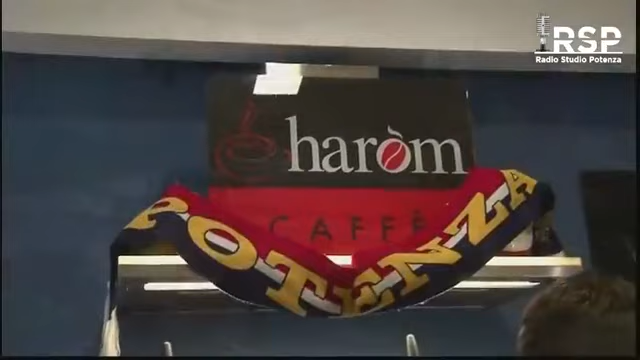 RSP
Radio Studio Potenza
haròm
CAFFÈ
POTENZA